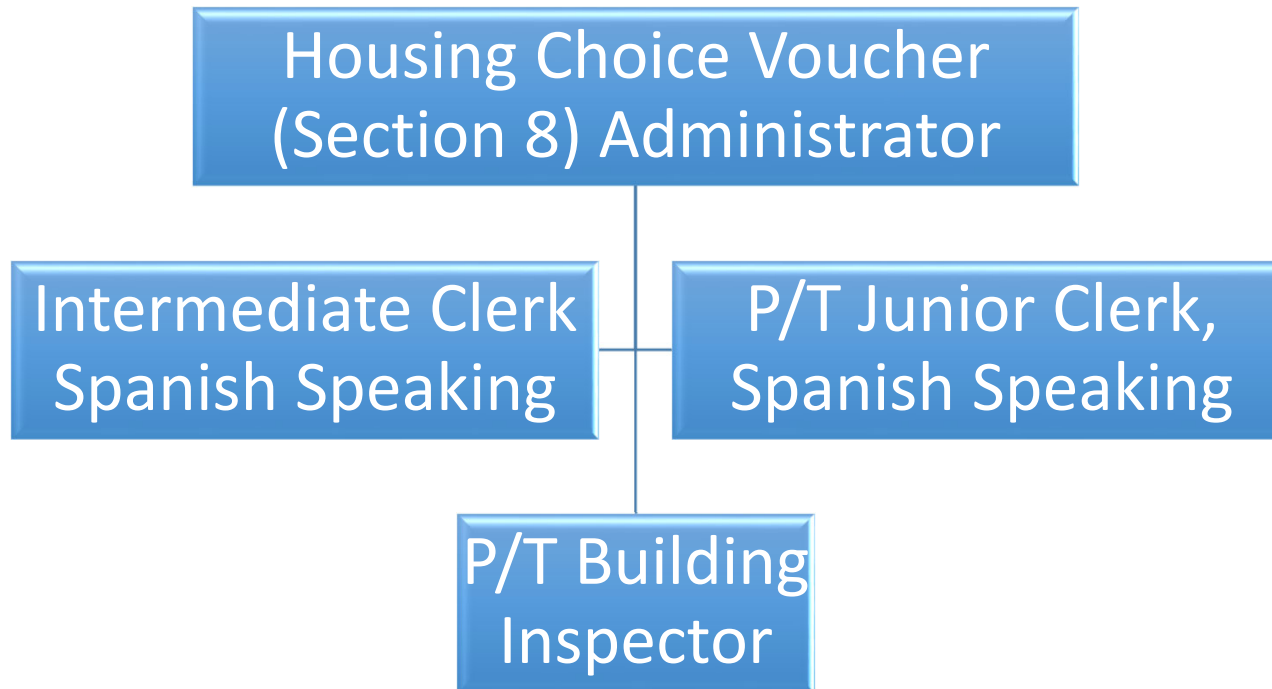 Housing Choice Voucher
(Section 8) Administrator
Intermediate Clerk
Spanish Speaking
P/T Junior Clerk,
Spanish Speaking
P/T Building
Inspector